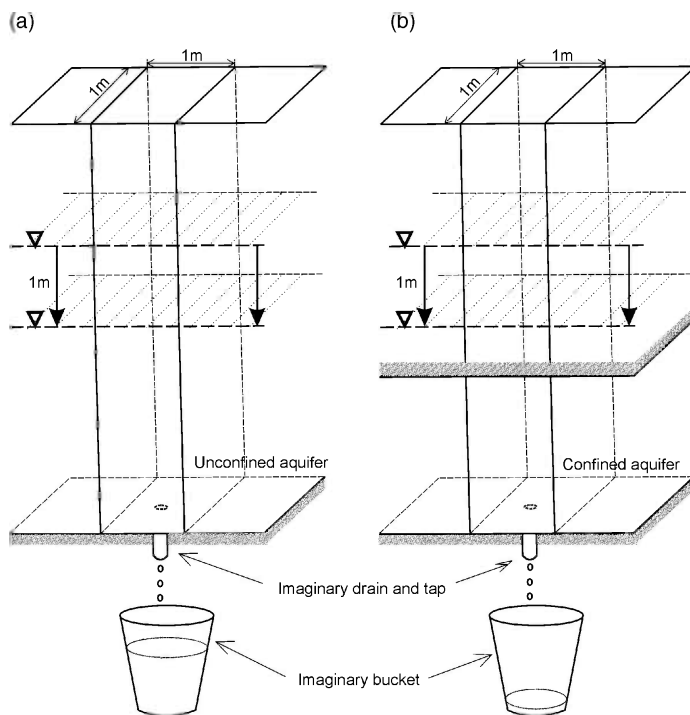 (a)
(b)
1m
1m
1m
1m
1m
1m
Unconfined aquifer
Confined aquifer
Imaginary drain and tap
Imaginary bucket